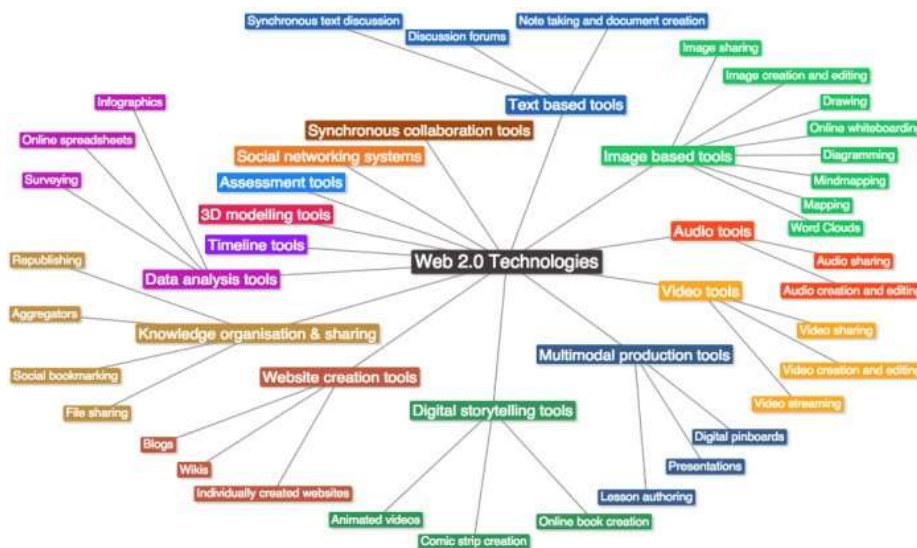 Synchronous text discussion
Note taking and document creation
Discussion forums
Text based tools
Image sharing
Image creation and editing
Drawing
Online whiteboarding
Diagramming
Mindmapping
Mapping
Word Clouds
Image based tools
Infographics
Online spreadsheets
Surveying
Synchronous collaboration tools
Social networking systems
Assessment tools
3D modelling tools
Timeline tools
Data analysis tools
Web 2.0 Technologies
Audio tools
Audio sharing
Audio creation and editing
Video tools
Video sharing
Video creation and editing
Video streaming
Republishing
Aggregators
Social bookmarking
File sharing
Knowledge organisation & sharing
Website creation tools
Blogs
Wikis
Individually created websites
Digital storytelling tools
Animated videos
Comic strip creation
Online book creation
Multimodal production tools
Digital pinboards
Presentations
Lesson authoring